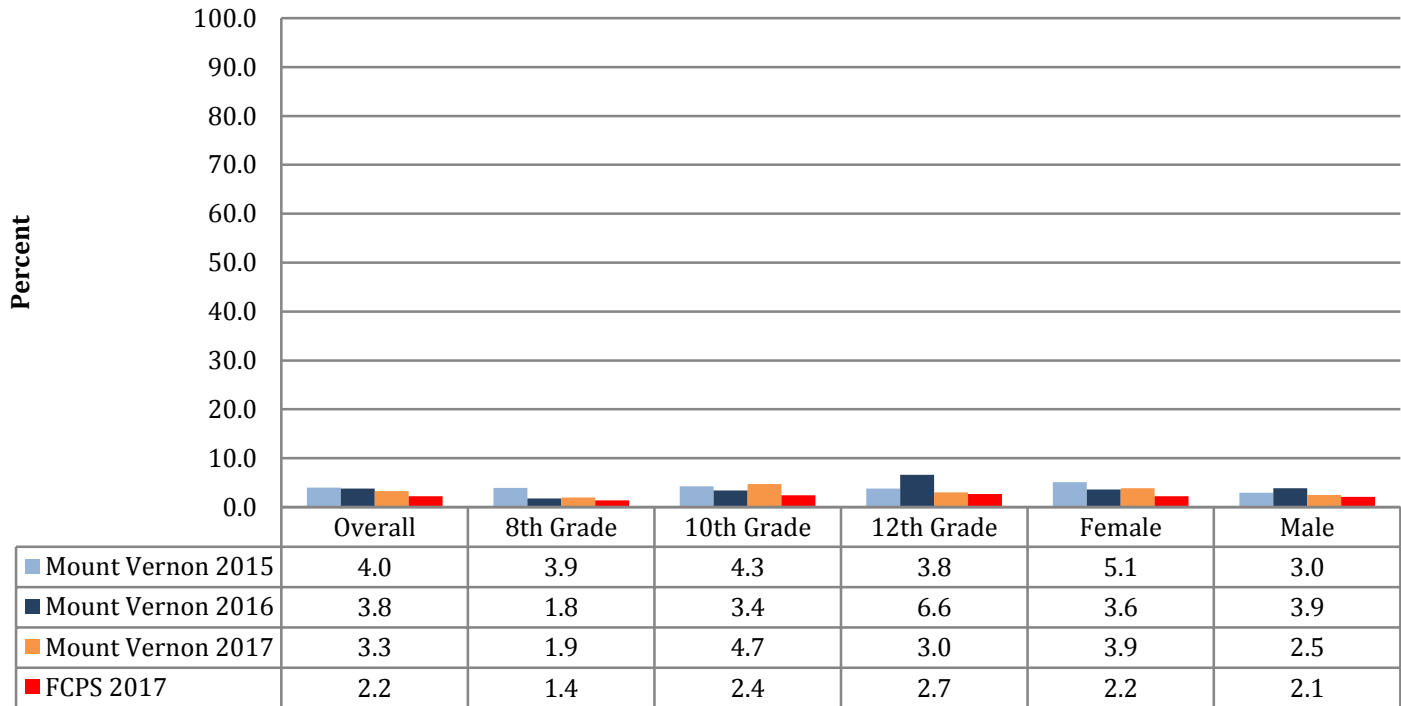 100.0
90.0
80.0
70.0
60.0
50.0
40.0
30.0
20.0
10.0
0.0
Percent
Overall 8th Grade 10th Grade 12th Grade Female Male
Mount Vernon 2015 4.0 3.9 4.3 3.8 5.1 3.0
Mount Vernon 2016 3.8 1.8 3.4 6.6 3.6 3.9
Mount Vernon 2017 3.3 1.9 4.7 3.0 3.9 2.5
FCPS 2017 2.2 1.4 2.4 2.7 2.2 2.1